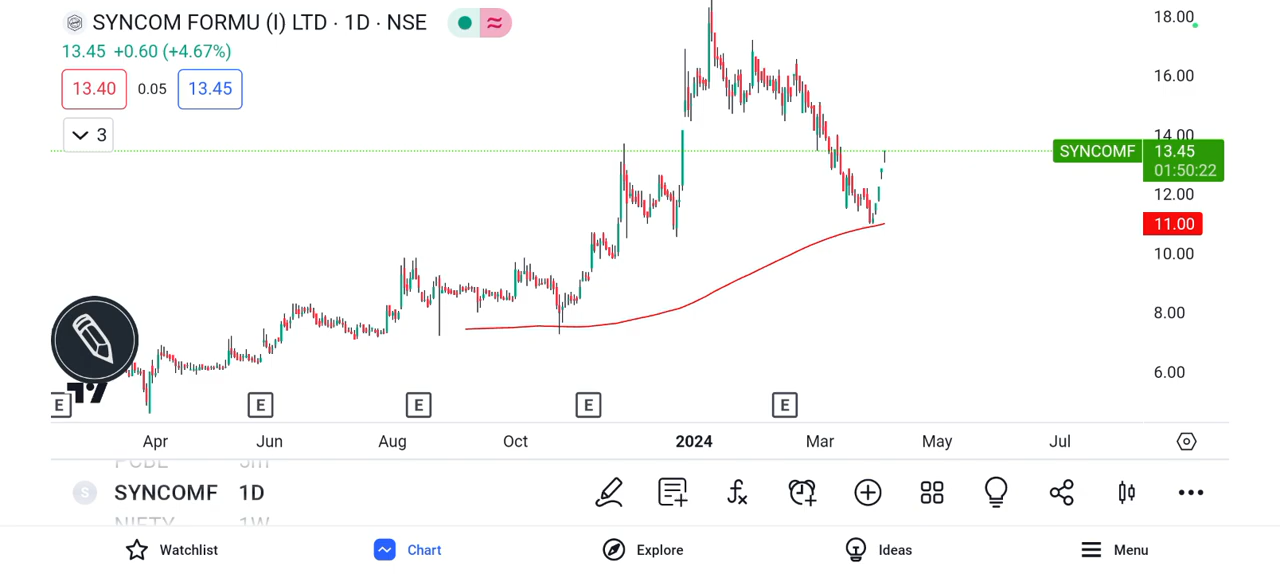 SYNCOM FORMU (I) LTD · 1D · NSE
13.45 +0.60 (+4.67%)
13.40 0.05 13.45
3
18.00
16.00
14.00
SYNCOMF 13.45
01:50:22
12.00
11.00
10.00
8.00
6.00
E E E E E
Apr Jun Aug Oct 2024 Mar May Jul
SYNCOMF 1D
NIFTY 1W
Watchlist Chart Explore Ideas Menu